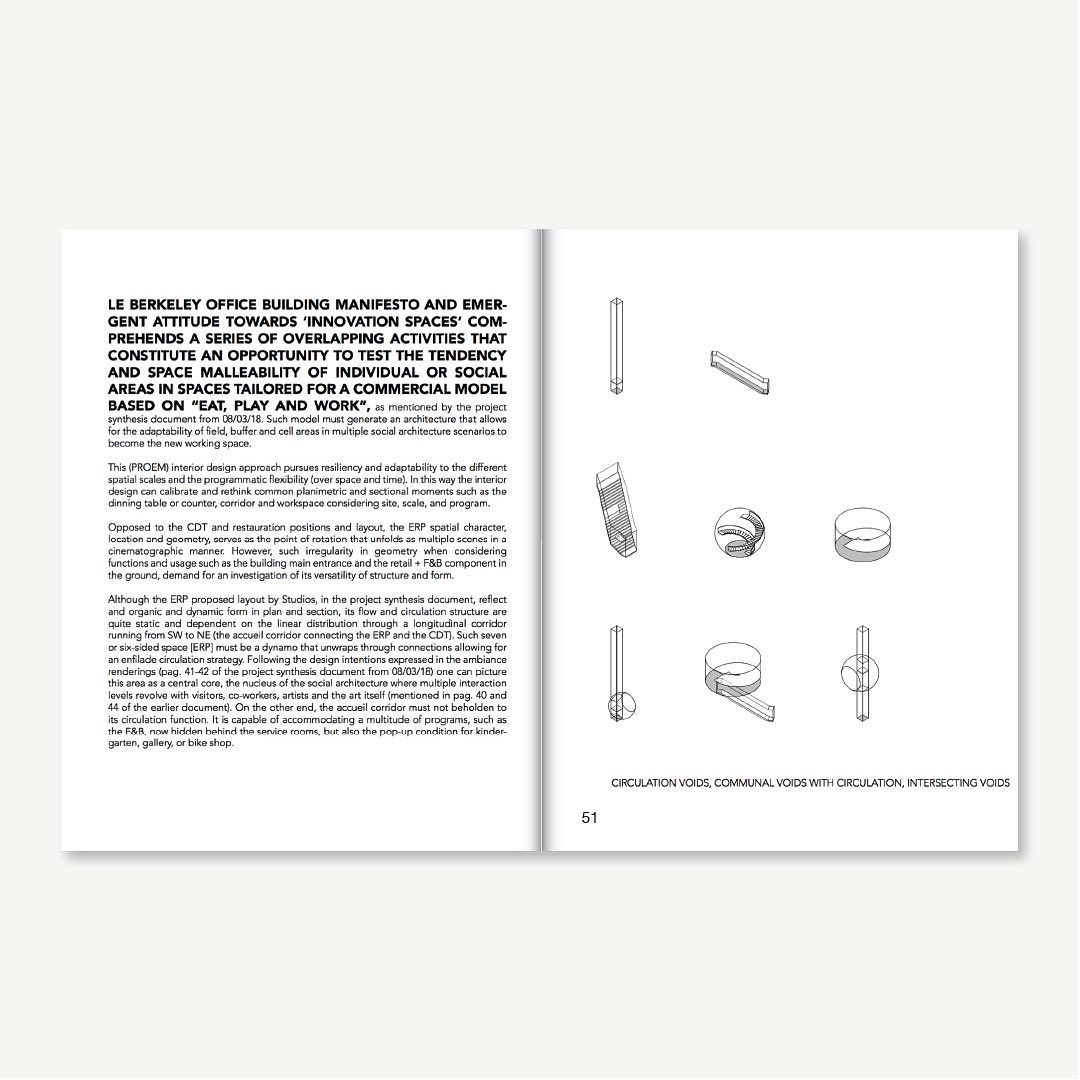 LE BERKELEY OFFICE BUILDING MANIFESTO AND EMER-
GENT ATTITUDE TOWARDS ‘INNOVATION SPACES’ COM-
PREHENDS A SERIES OF OVERLAPPING ACTIVITIES THAT
CONSTITUTE AN OPPORTUNITY TO TEST THE TENDENCY
AND SPACE MALLEABILITY OF INDIVIDUAL OR SOCIAL
AREAS IN SPACES TAILORED FOR A COMMERCIAL MODEL
BASED ON “EAT, PLAY AND WORK”, as mentioned by the project
synthesis document from 08/03/18. Such model must generate an architecture that allows
for the adaptability of field, buffer and cell areas in multiple social architecture scenarios to
become the new working space.
This (PROEM) interior design approach pursues resiliency and adaptability to the different
spatial scales and the programmatic flexibility (over space and time). In this way the interior
design can calibrate and rethink common planimetric and sectional moments such as the
dinning table or counter, corridor and workspace considering site, scale, and program.
Opposed to the CDT and restauration positions and layout, the ERP spatial character,
location and geometry, serves as the point of rotation that unfolds as multiple scenes in a
cinematographic manner. However, such irregularity in geometry when considering
functions and usage such as the building main entrance and the retail + F&B component in
the ground, demand for an investigation of its versatility of structure and form.
Although the ERP proposed layout by Studios, in the project synthesis document, reflect
and organic and dynamic form in plan and section, its flow and circulation structure are
quite static and dependent on the linear distribution through a longitudinal corridor
running from SW to NE (the accueil corridor connecting the ERP and the CDT). Such seven
or six-sided space [ERP] must be a dynamo that unwraps through connections allowing for
an enfilade circulation strategy. Following the design intentions expressed in the ambiance
renderings (pag. 41-42 of the project synthesis document from 08/03/18) one can picture
this area as a central core, the nucleus of the social architecture where multiple interaction
levels revolve with visitors, co-workers, artists and the art itself (mentioned in pag. 40 and
44 of the earlier document). On the other end, the accueil corridor must not beholden to
its circulation function. It is capable of accommodating a multitude of programs, such as
the F&B, now hidden behind the service rooms, but also the pop-up condition for kinder-
garten, gallery, or bike shop.
CIRCULATION VOIDS, COMMUNAL VOIDS WITH CIRCULATION, INTERSECTING VOIDS
51